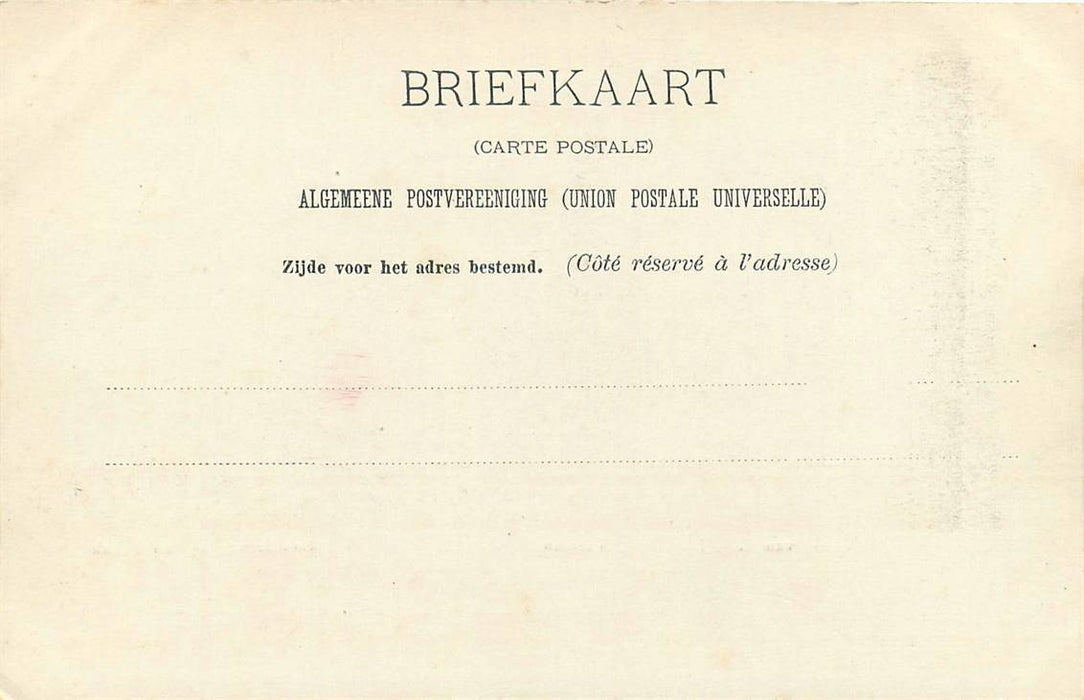 BRIEFKAART
(CARTE POSTALE)
ALGEMEENE POSTVEREENIGING (UNION POSTALE UNIVERSELLE)
Zijde voor het adres bestemd. (Côté réservé à l'adresse)